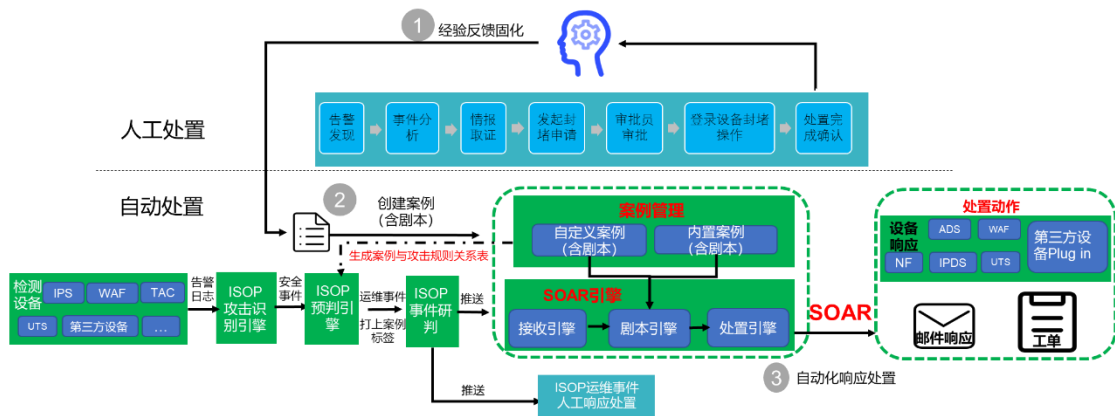 1
经验反馈固化
人工处置
告警
发现
事件分
析
情报
取证
发起封
堵申请
审批员
审批
登录设备封堵
操作
处置完
成确认
自动处置
2
创建案例
(含剧本)
生成案例与攻击规则关系表
案例管理
自定义案例
(含剧本)
内置案例
(含剧本)
处置动作
设备
响应
ADS
WAF
NF
IPDS
UTS
第三方设
备Plug in
检测
设备
IPS
WAF
TAC
UTS
第三方设备
...
告警
日志
ISOP
攻击识
别引擎
安全
事件
ISOP
预判引
擎
运维事件
打上案例
标签
ISOP
事件研
判
推送
SOAR引擎
接收引擎
剧本引擎
处置引擎
SOAR
邮件响应
工单
3
自动化响应处置
推送
ISOP运维事件
人工响应处置